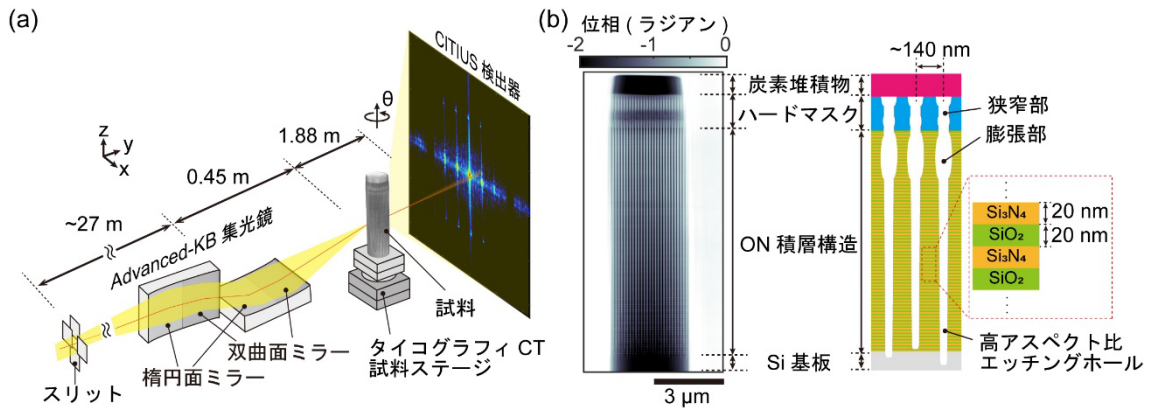 (a)
CITIUS 検出器
θ
1.88 m
z
y
x
0.45 m
~27 m
Advanced-KB 集光鏡
試料
双曲面ミラー
タイコグラフィ CT
試料ステージ
楕円面ミラー
スリット
(b)
位相 ( ラジアン )
-2
-1
0
~140 nm
炭素堆積物
ハードマスク
狭窄部
膨張部
ON 積層構造
Si₃N₄
20 nm
SiO₂
20 nm
Si₃N₄
SiO₂
Si 基板
高アスペクト比
エッチングホール
3 µm